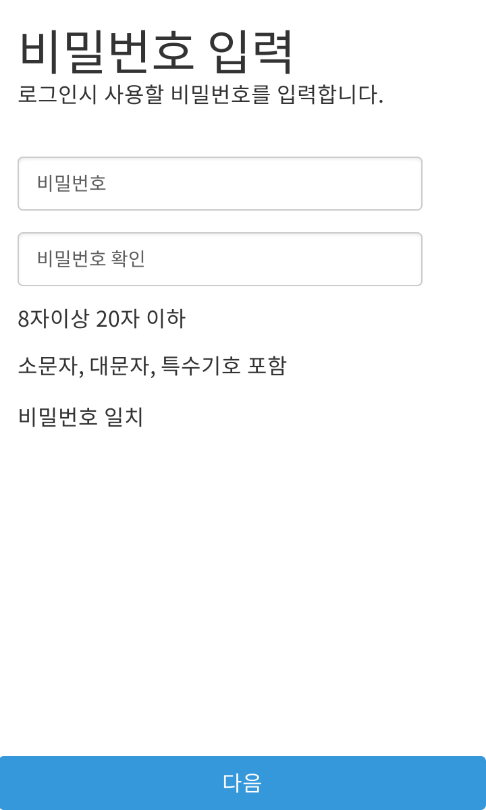 비밀번호 입력
로그인시 사용할 비밀번호를 입력합니다.
비밀번호
비밀번호 확인
8자이상 20자 이하
소문자, 대문자, 특수기호 포함
비밀번호 일치
다음